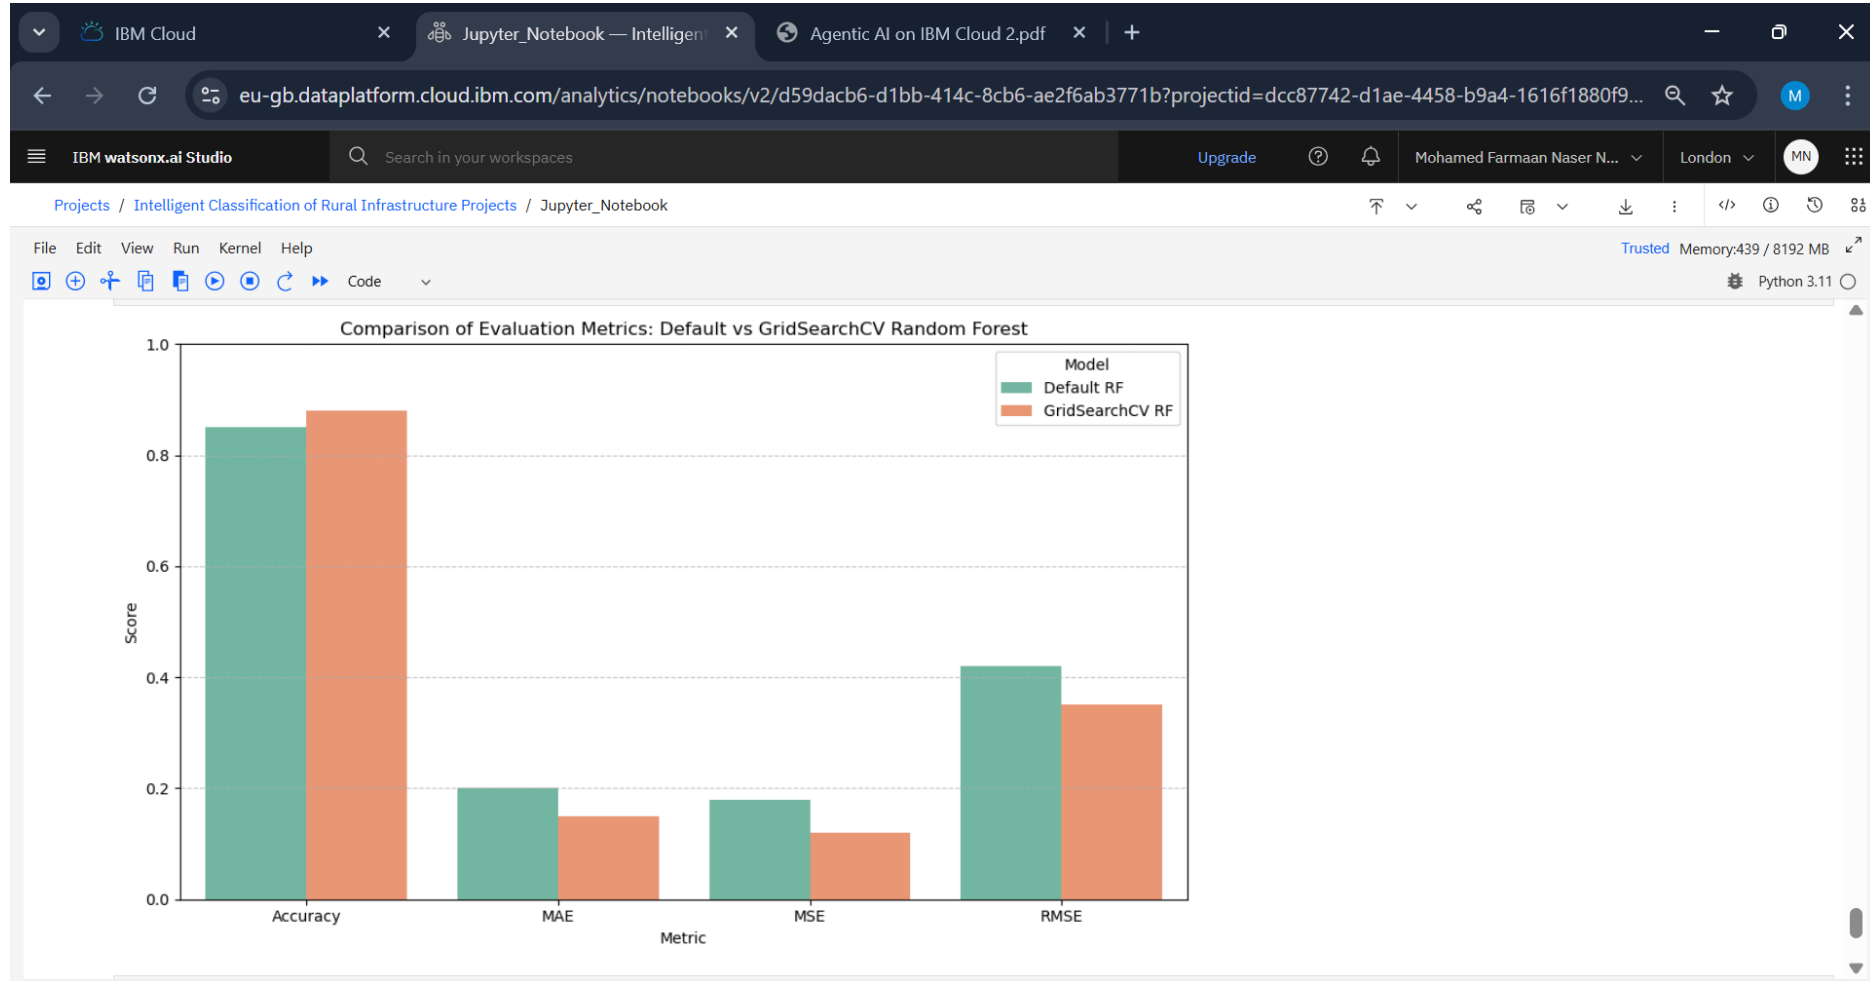 IBM Cloud
Jupyter_Notebook — Intelligen
Agentic AI on IBM Cloud 2.pdf
eu-gb.dataplatform.cloud.ibm.com/analytics/notebooks/v2/d59dacb6-d1bb-414c-8cb6-ae2f6ab3771b?projectid=dcc87742-d1ae-4458-b9a4-1616f1880f9...
M
IBM watsonx.ai Studio
Search in your workspaces
Upgrade
Mohamed Farmaan Naser N...
London
MN
Projects / Intelligent Classification of Rural Infrastructure Projects / Jupyter_Notebook
File Edit View Run Kernel Help
Trusted Memory:439 / 8192 MB
Code
Python 3.11
Comparison of Evaluation Metrics: Default vs GridSearchCV Random Forest
1.0
Model
Default RF
GridSearchCV RF
0.8
0.6
Score
0.4
0.2
0.0
Accuracy MAE MSE RMSE
Metric